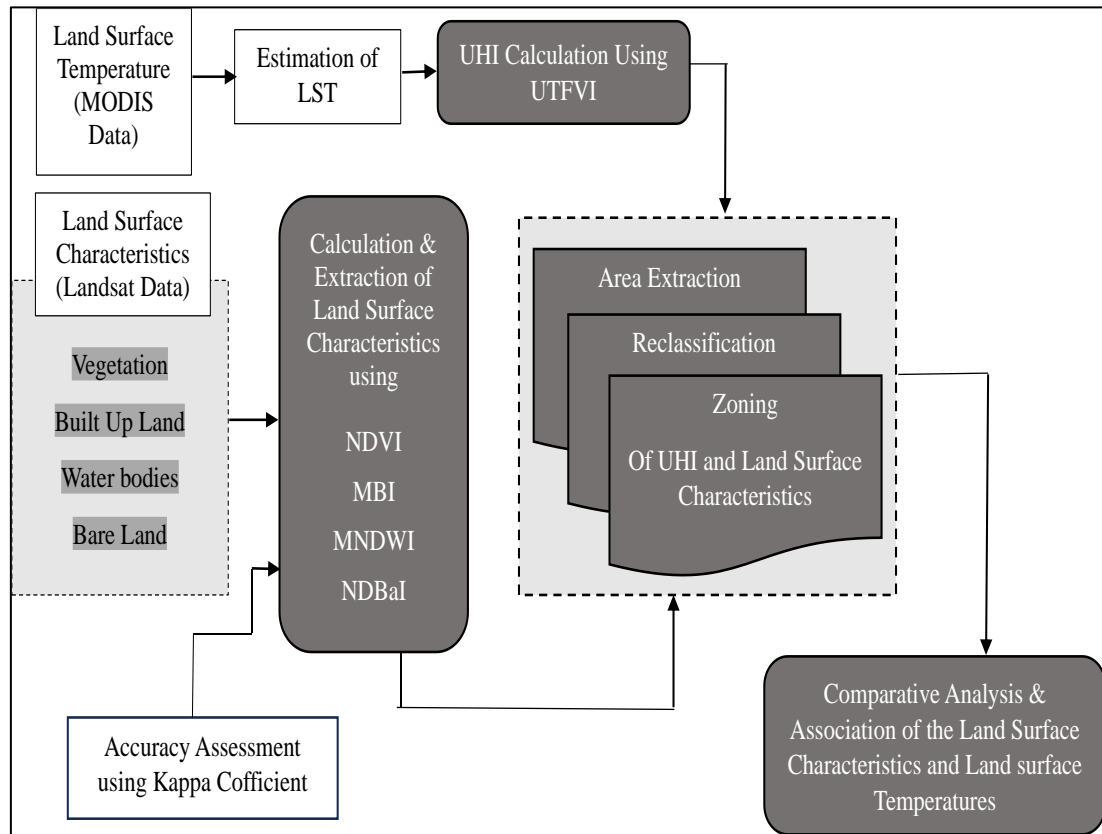 Land Surface
Temperature
(MODIS
Data)
Estimation of
LST
UHI Calculation Using
UTFVI
Land Surface
Characteristics
(Landsat Data)
Vegetation
Built Up Land
Water bodies
Bare Land
Calculation &
Extraction of
Land Surface
Characteristics
using
NDVI
MBI
MNDWI
NDBaI
Area Extraction
Reclassification
Zoning
Of UHI and Land Surface
Characteristics
Accuracy Assessment
using Kappa Cofficient
Comparative Analysis &
Association of the Land Surface
Characteristics and Land surface
Temperatures